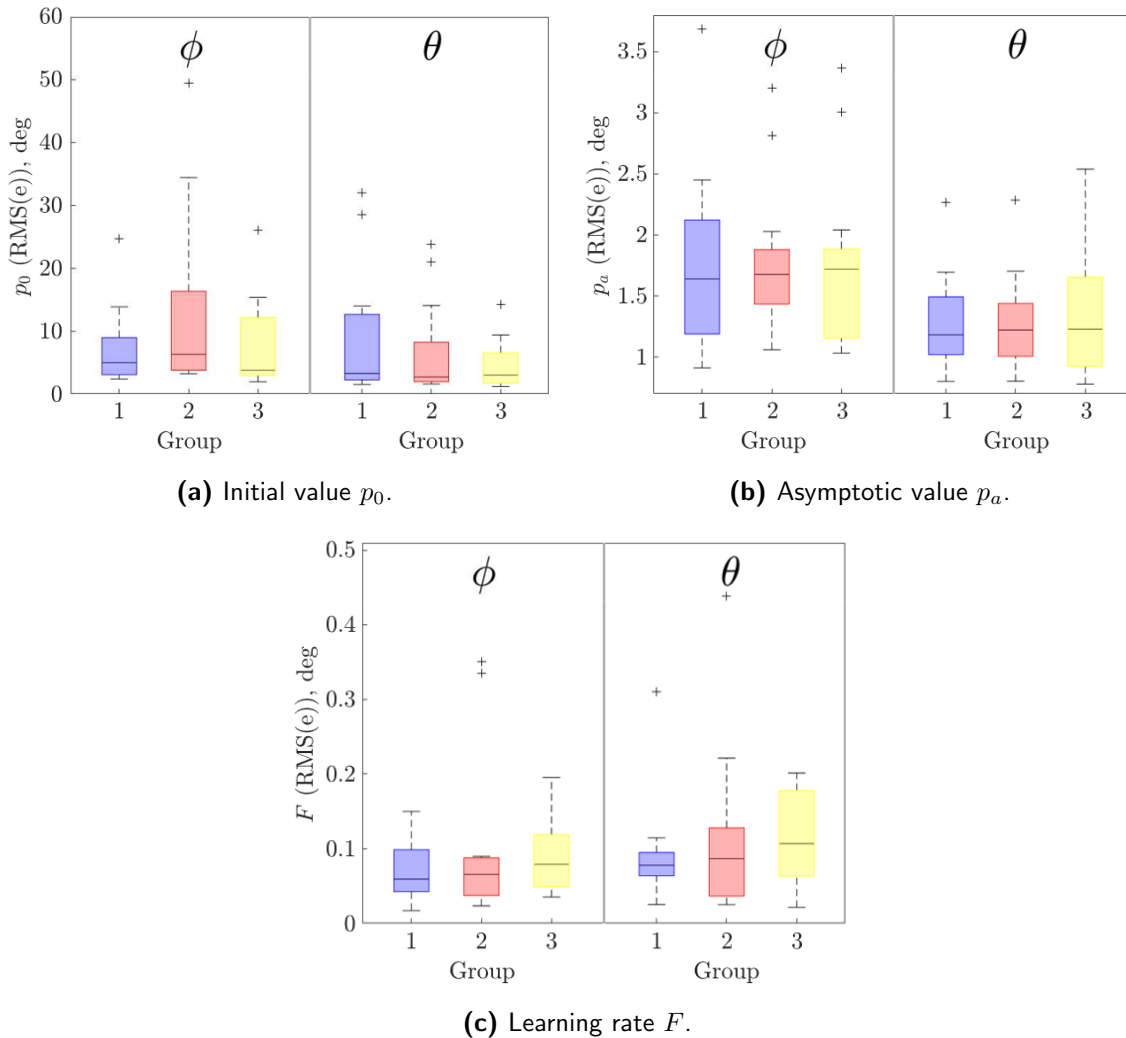 60
50
40
30
20
10
0
p₀ (RMS(e)), deg
ϕ θ
1 2 3 1 2 3
Group Group
(a) Initial value p₀.
3.5
3
2.5
2
1.5
1
pₐ (RMS(e)), deg
ϕ θ
1 2 3 1 2 3
Group Group
(b) Asymptotic value pₐ.
0.5
0.4
0.3
0.2
0.1
0
F (RMS(e)), deg
ϕ θ
1 2 3 1 2 3
Group Group
(c) Learning rate F.